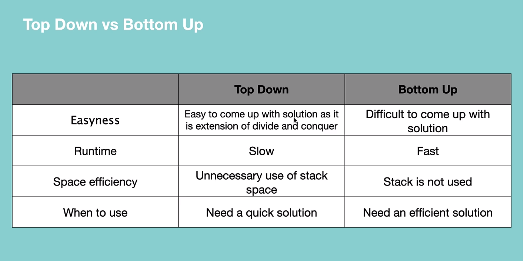 Top Down vs Bottom Up
Top Down
Bottom Up
Easyness
Easy to come up with solution as it
is extension of divide and conquer
Difficult to come up with
solution
Runtime
Slow
Fast
Space efficiency
Unnecessary use of stack
space
Stack is not used
When to use
Need a quick solution
Need an efficient solution